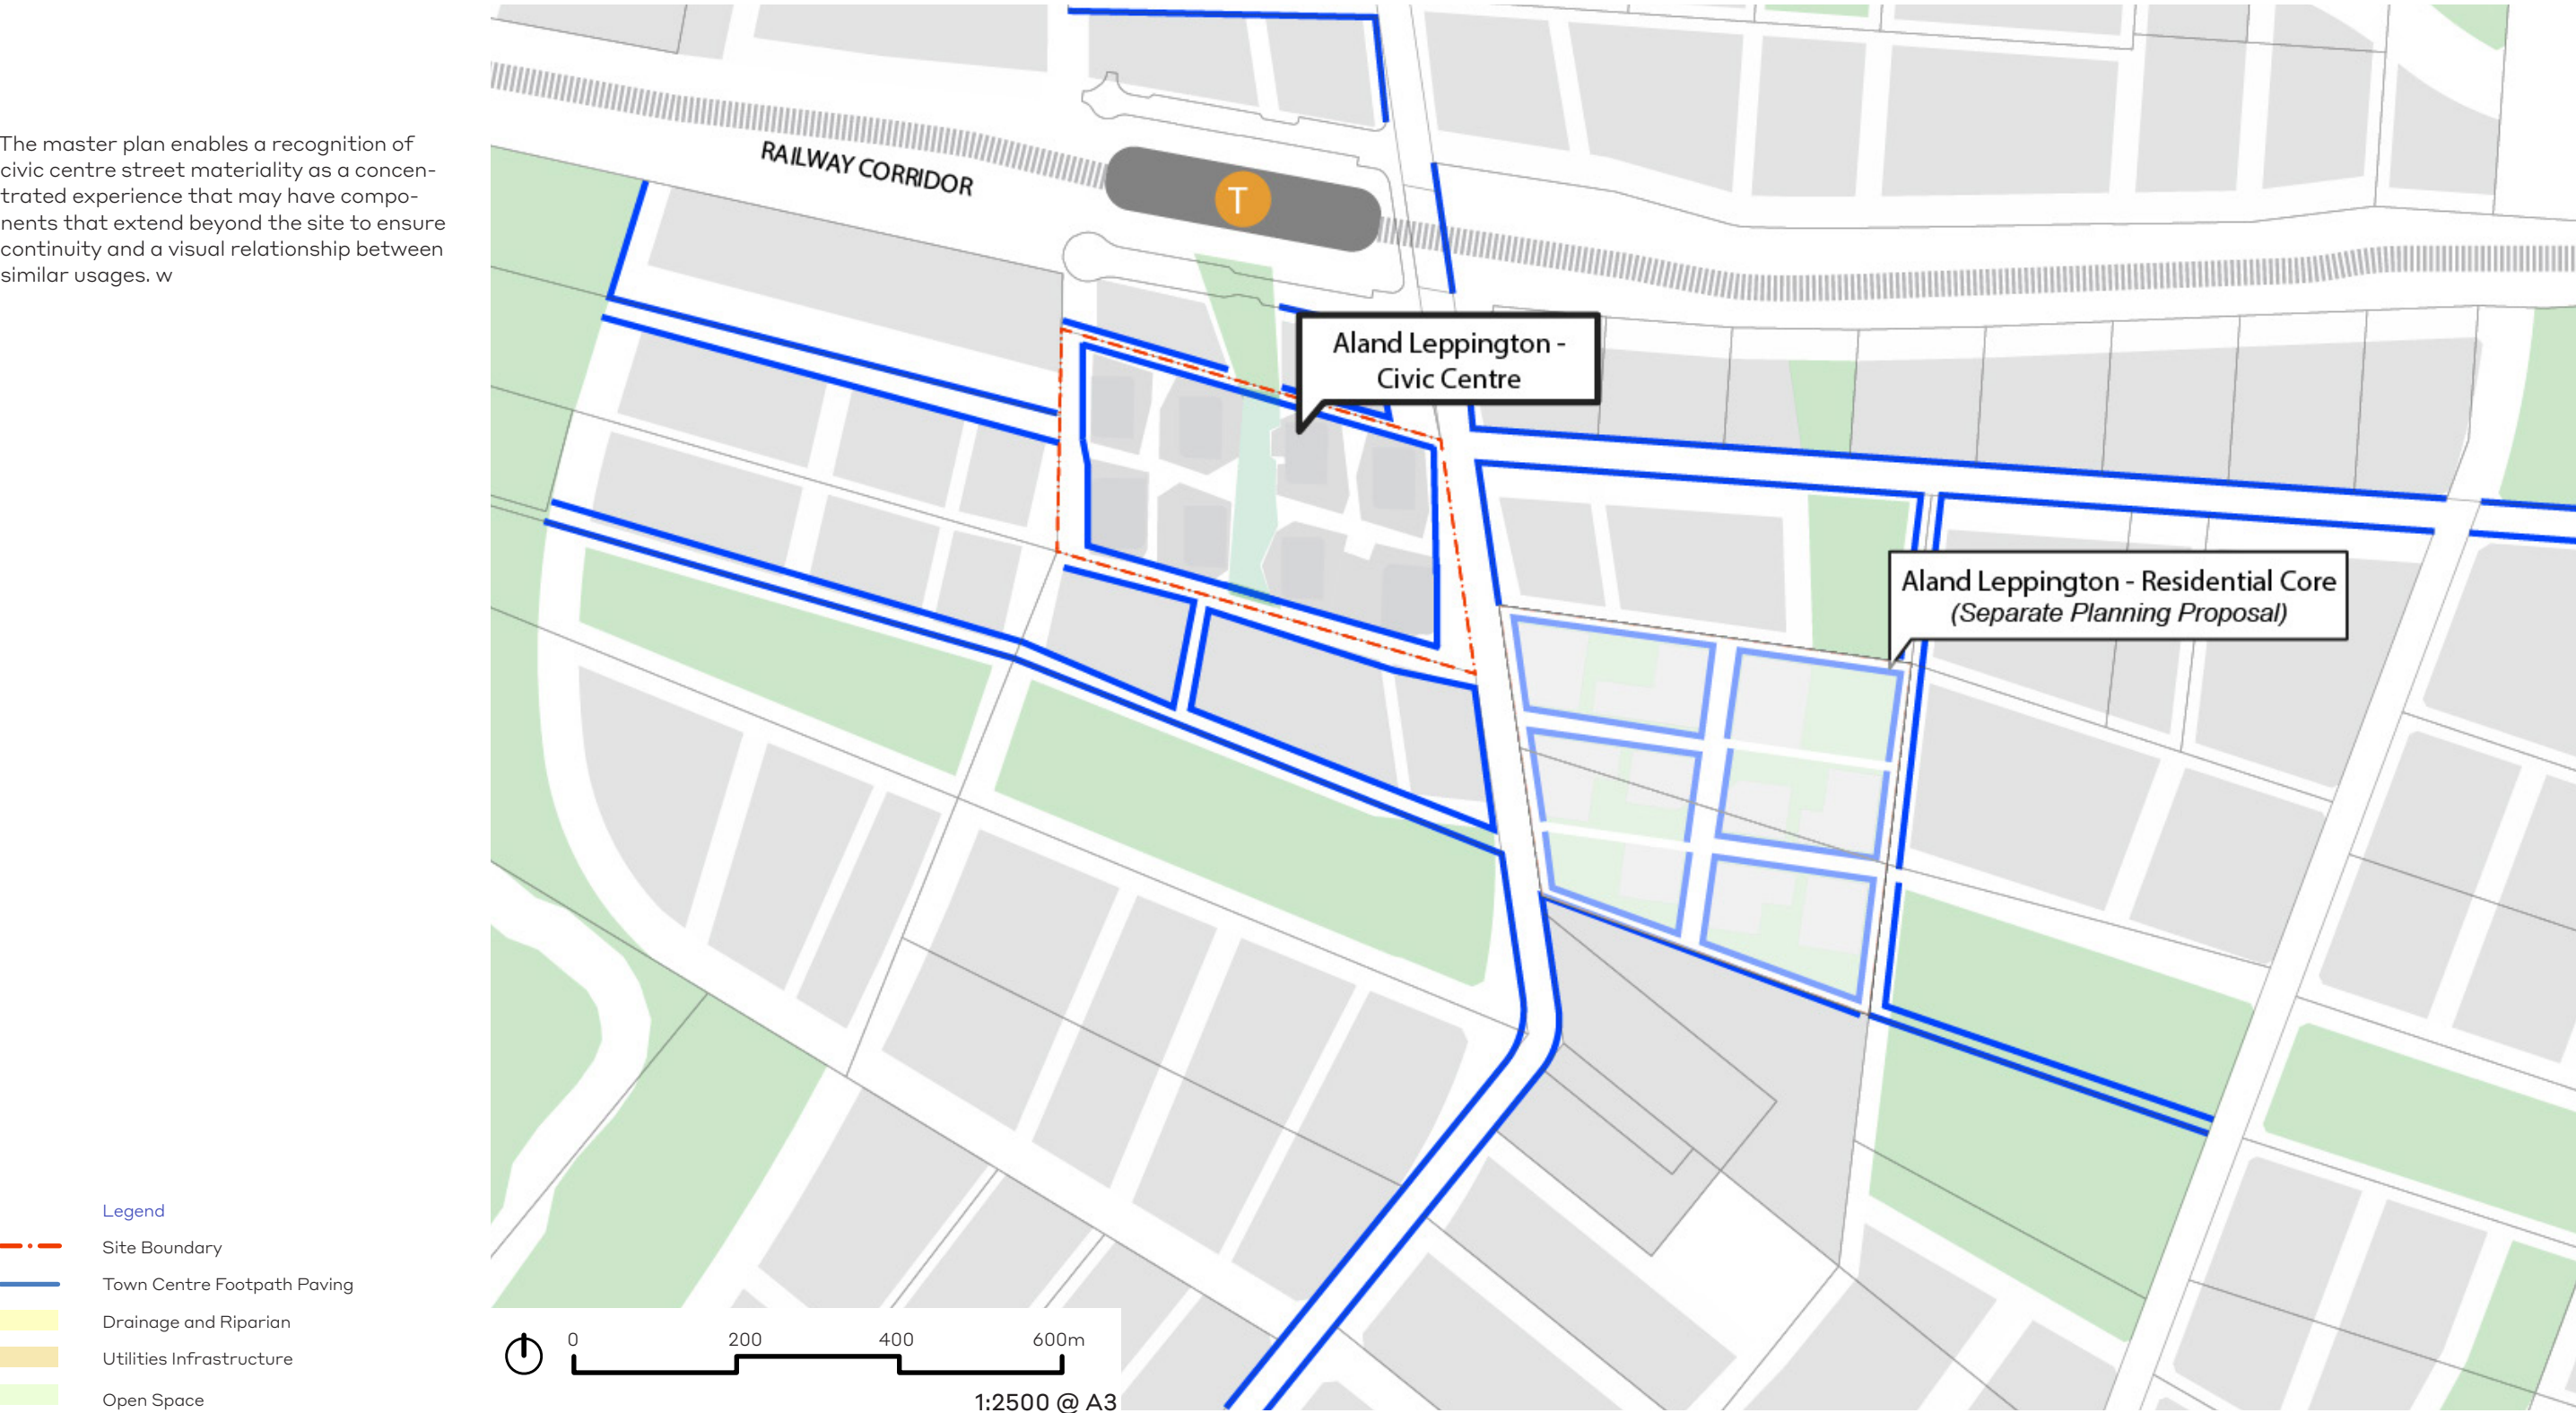 The master plan enables a recognition of
civic centre street materiality as a concen-
trated experience that may have compo-
nents that extend beyond the site to ensure
continuity and a visual relationship between
similar usages. w
RAILWAY CORRIDOR
T
Aland Leppington -
Civic Centre
Aland Leppington - Residential Core
(Separate Planning Proposal)
Legend
Site Boundary
Town Centre Footpath Paving
Drainage and Riparian
Utilities Infrastructure
Open Space
0 200 400 600m
1:2500 @ A3